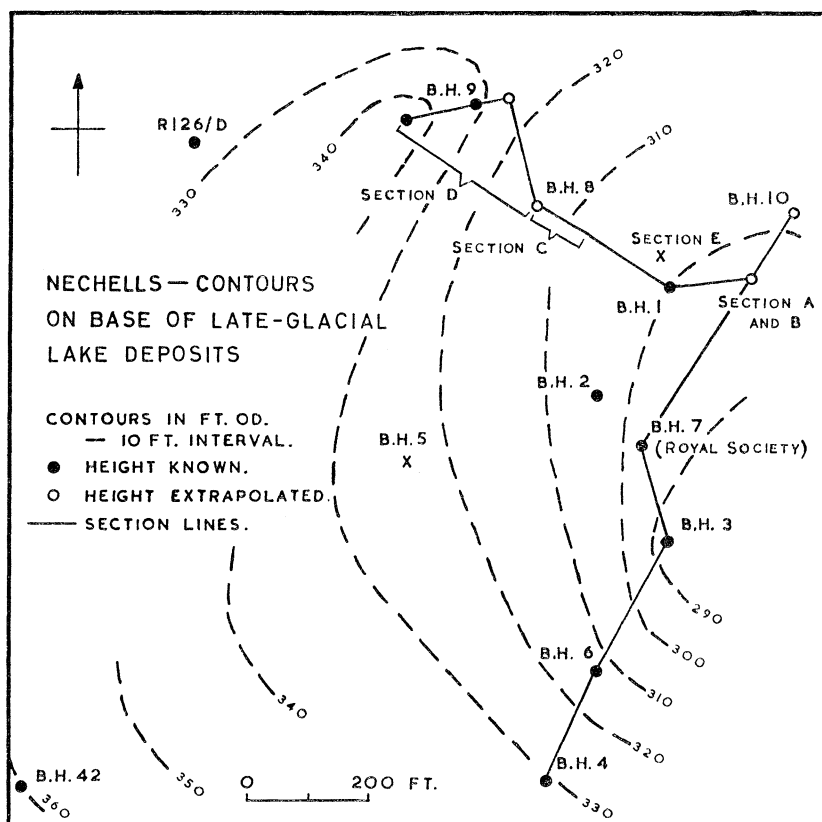 320
B.H. 9
R126/D
340
310
330
SECTION D
B.H. 8
B.H. 10
SECTION E
X
SECTION C
NECHELLS—CONTOURS
ON BASE OF LATE-GLACIAL
LAKE DEPOSITS
B.H. 1
SECTION A
AND B
B.H. 2
CONTOURS IN FT. OD.
— 10 FT. INTERVAL.
HEIGHT KNOWN.
HEIGHT EXTRAPOLATED.
SECTION LINES.
B.H. 5
X
B.H. 7
(ROYAL SOCIETY)
B.H. 3
290
300
B.H. 6
310
340
320
350
B.H. 42
360
0 200 FT.
B.H. 4
330